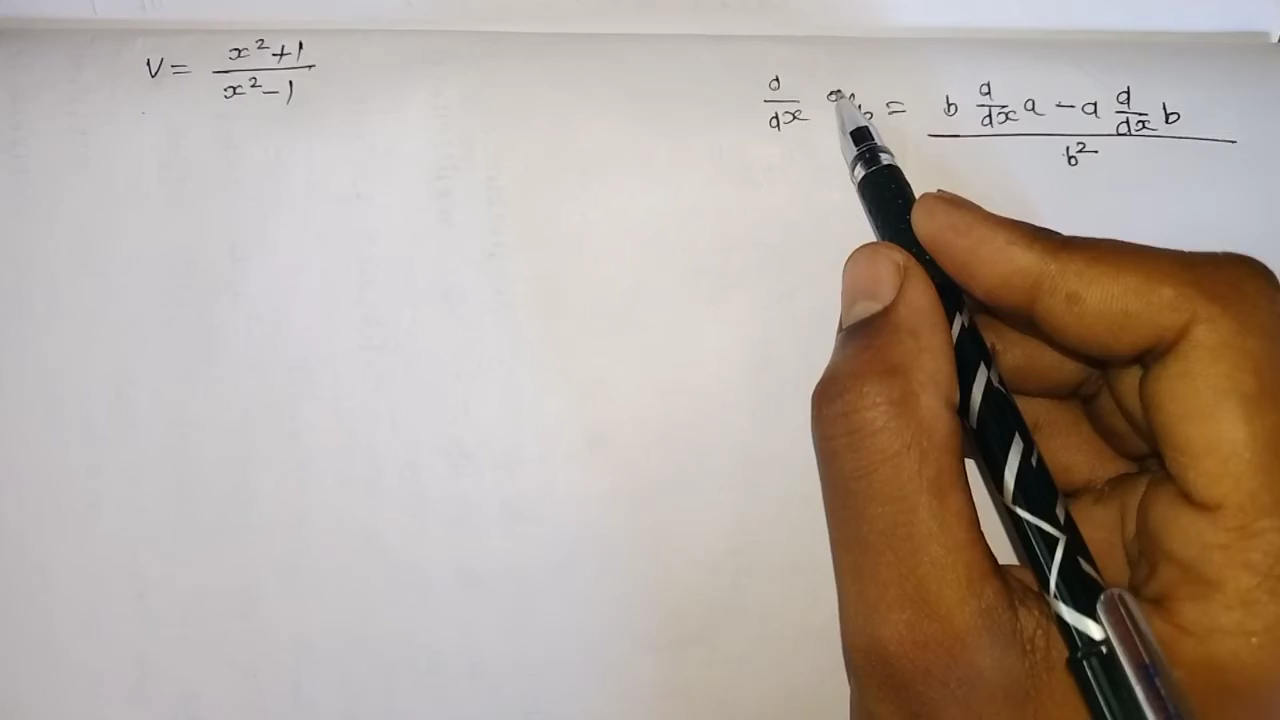 V = x²+1 / x²-1
d/dx a/b = b d/dx a - a d/dx b / b²